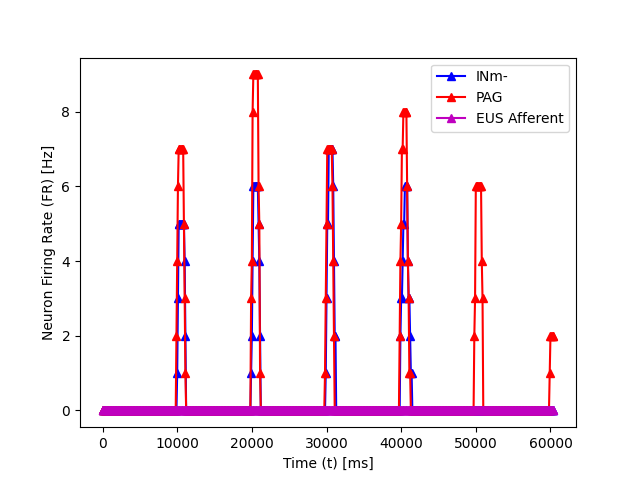 INm-
PAG
EUS Afferent
Neuron Firing Rate (FR) [Hz]
8
6
4
2
0
0 10000 20000 30000 40000 50000 60000
Time (t) [ms]